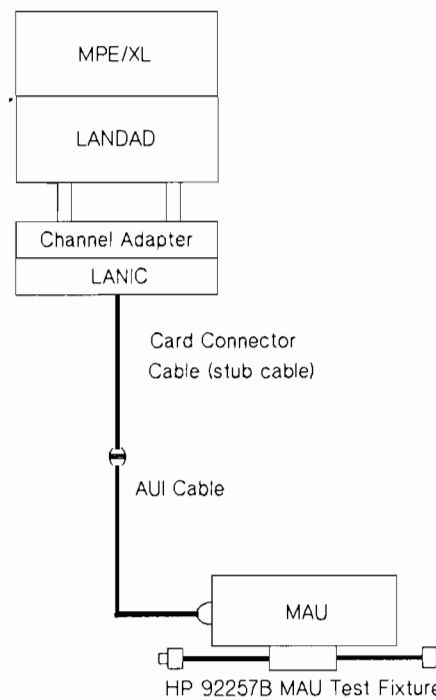 MPE/XL
LANDAD
Channel Adapter
LANIC
Card Connector
Cable (stub cable)
AUI Cable
MAU
HP 92257B MAU Test Fixture